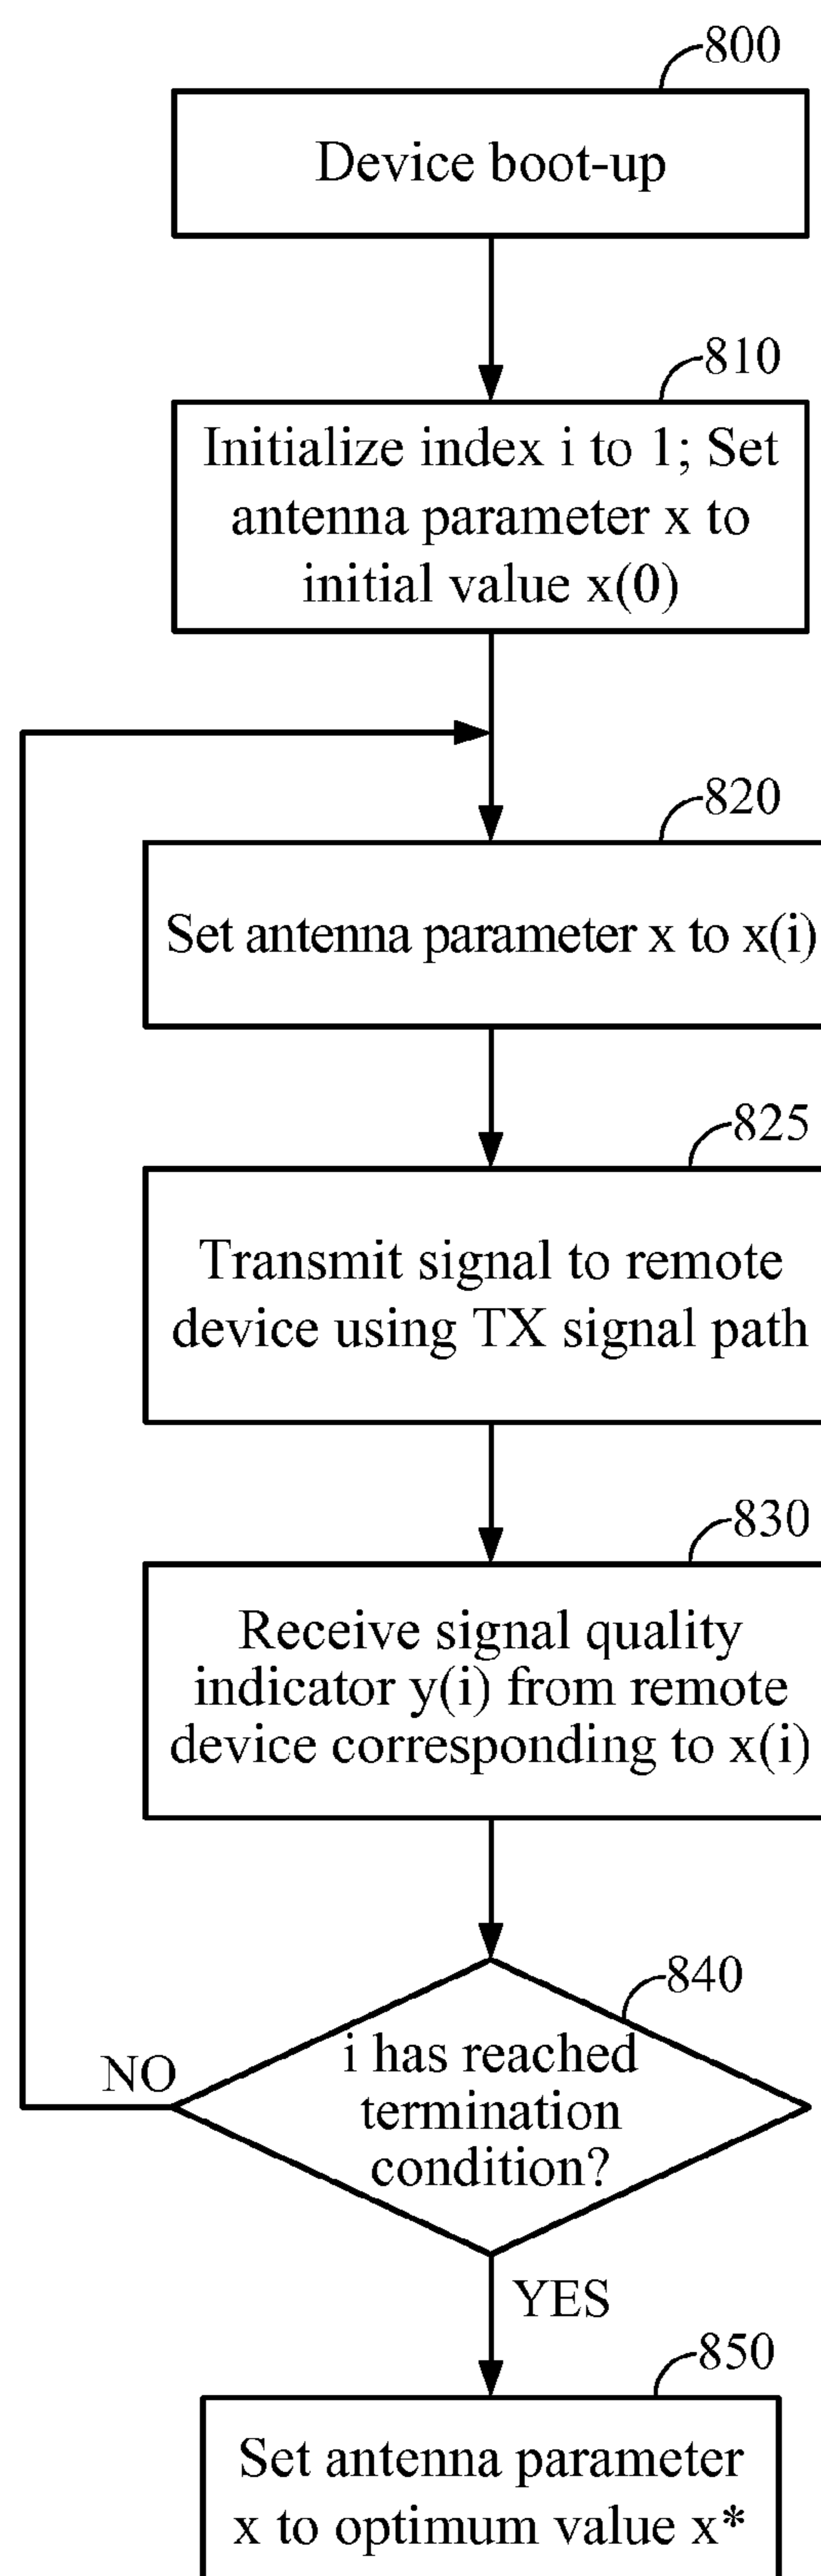 800
Device boot-up
810
Initialize index i to 1; Set
antenna parameter x to
initial value x(0)
820
Set antenna parameter x to x(i)
825
Transmit signal to remote
device using TX signal path
830
Receive signal quality
indicator y(i) from remote
device corresponding to x(i)
840
i has reached
termination
condition?
NO
YES
850
Set antenna parameter
x to optimum value x*